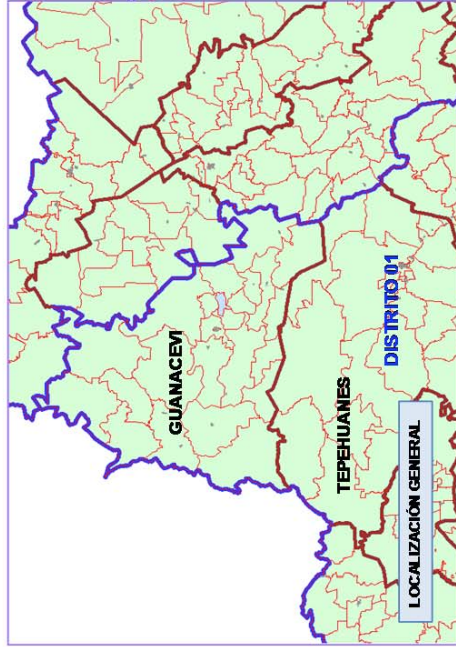 GUANACEVI
TEPEHUANES
DISTRITO 01
LOCALIZACIÓN GENERAL